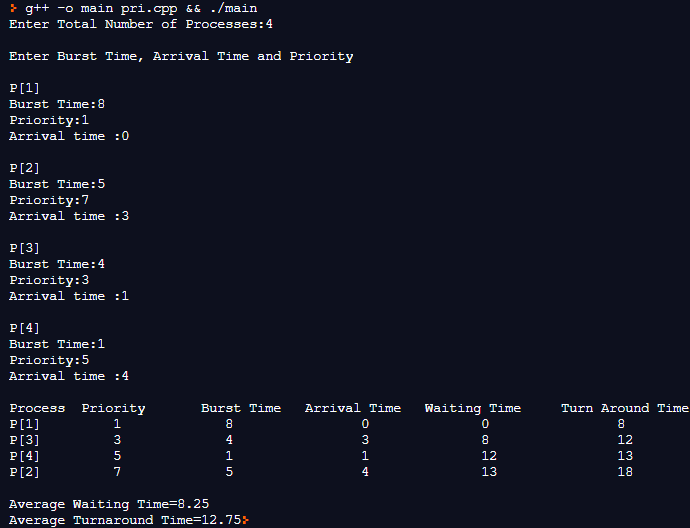 g++ -o main pri.cpp && ./main
Enter Total Number of Processes:4
Enter Burst Time, Arrival Time and Priority
P[1]
Burst Time:8
Priority:1
Arrival time :0
P[2]
Burst Time:5
Priority:7
Arrival time :3
P[3]
Burst Time:4
Priority:3
Arrival time :1
P[4]
Burst Time:1
Priority:5
Arrival time :4
Process Priority Burst Time Arrival Time Waiting Time Turn Around Time
P[1] 1 8 0 0 8
P[3] 3 4 3 8 12
P[4] 5 1 1 12 13
P[2] 7 5 4 13 18
Average Waiting Time=8.25
Average Turnaround Time=12.75